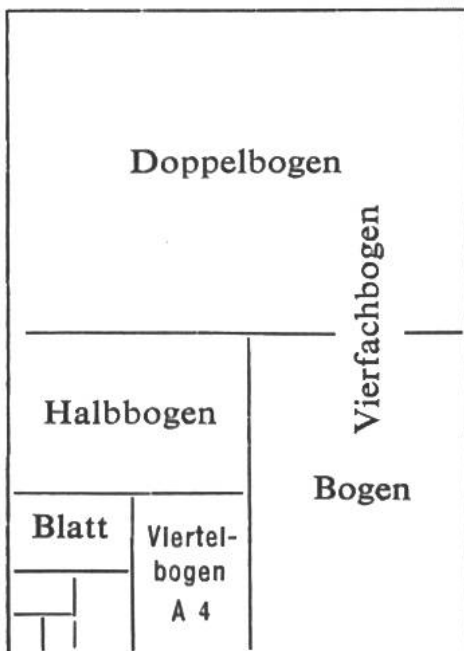 Doppelbogen
Vierfachbogen
Halbbogen
Bogen
Blatt
Viertel-
bogen
A 4